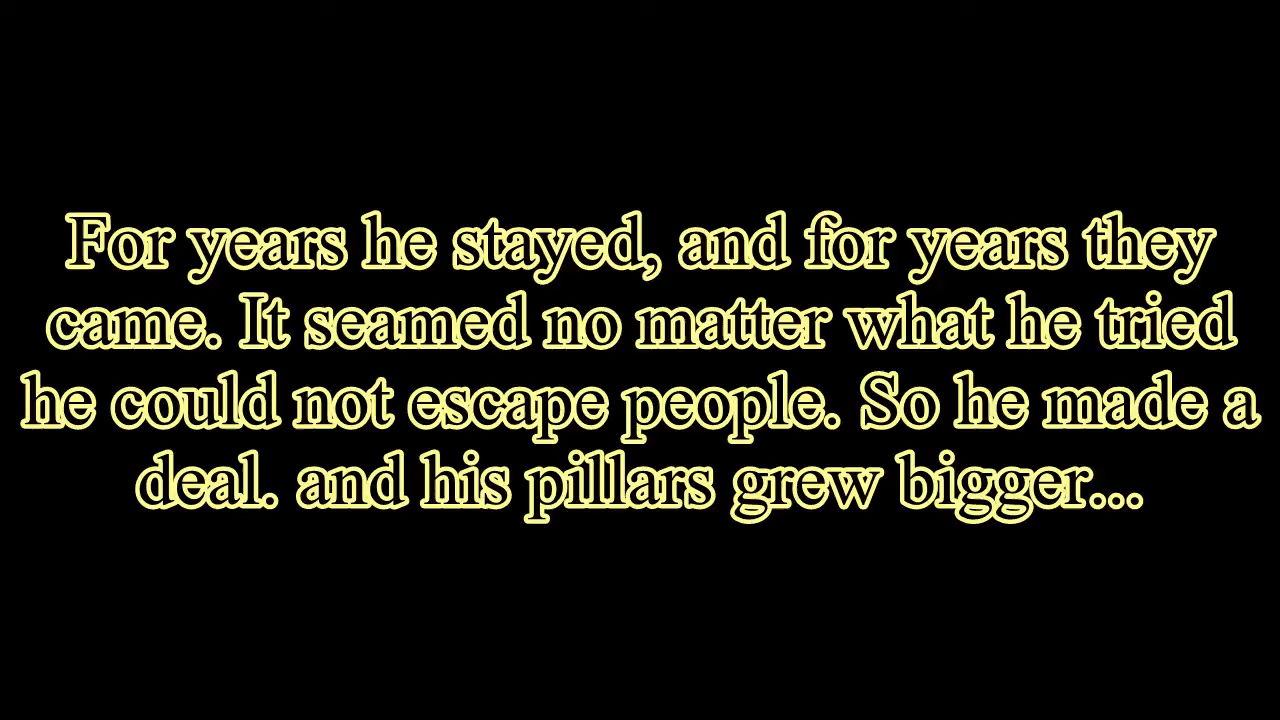 For years he stayed, and for years they
came. It seamed no matter what he tried
he could not escape people. So he made a
deal. and his pillars grew bigger...